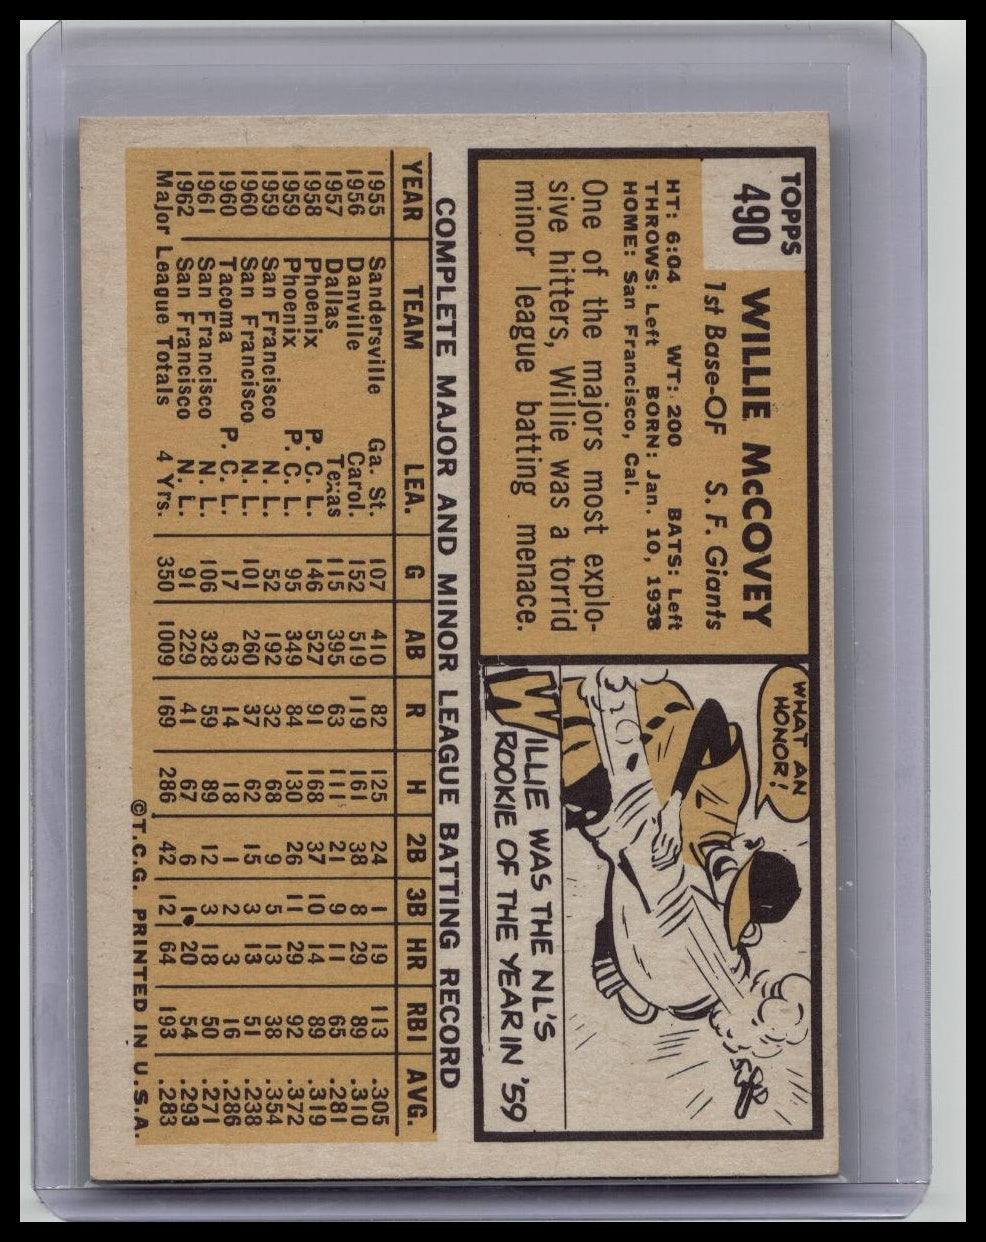 TOPPS
490
WILLIE McCOVEY
1st Base-OF S. F. Giants
HT: 6:04 WT: 200 BATS: Left
THROWS: Left BORN: Jan. 10, 1938
HOME: San Francisco, Cal.
One of the majors most explo-
sive hitters, Willie was a torrid
minor league batting menace.
WHAT AN
HONOR!
WILLIE WAS THE NL'S
ROOKIE OF THE YEAR IN '59
COMPLETE MAJOR AND MINOR LEAGUE BATTING RECORD
YEAR TEAM LEA. G AB R H 2B 3B HR RBI AVG.
1955 Sandersville Ga. St. 107 410 82 125 24 1 19 113 .305
1956 Danville Carol. 152 519 119 161 38 8 29 89 .310
1957 Dallas Texas 115 395 63 111 21 9 11 65 .281
1958 Phoenix P. C. L. 146 527 91 168 37 10 14 89 .319
1959 Phoenix P. C. L. 95 349 84 130 26 11 29 92 .372
1959 San Francisco N. L. 52 192 32 68 9 5 13 38 .354
1960 San Francisco N. L. 101 260 37 62 15 3 13 51 .238
1960 Tacoma P. C. L. 17 63 14 18 1 2 3 16 .286
1961 San Francisco N. L. 106 328 59 89 12 3 18 50 .271
1962 San Francisco N. L. 91 229 41 67 6 1 20 54 .293
Major League Totals 4 Yrs. 350 1009 169 286 42 12 64 193 .283
©T.C.G. PRINTED IN U.S.A.